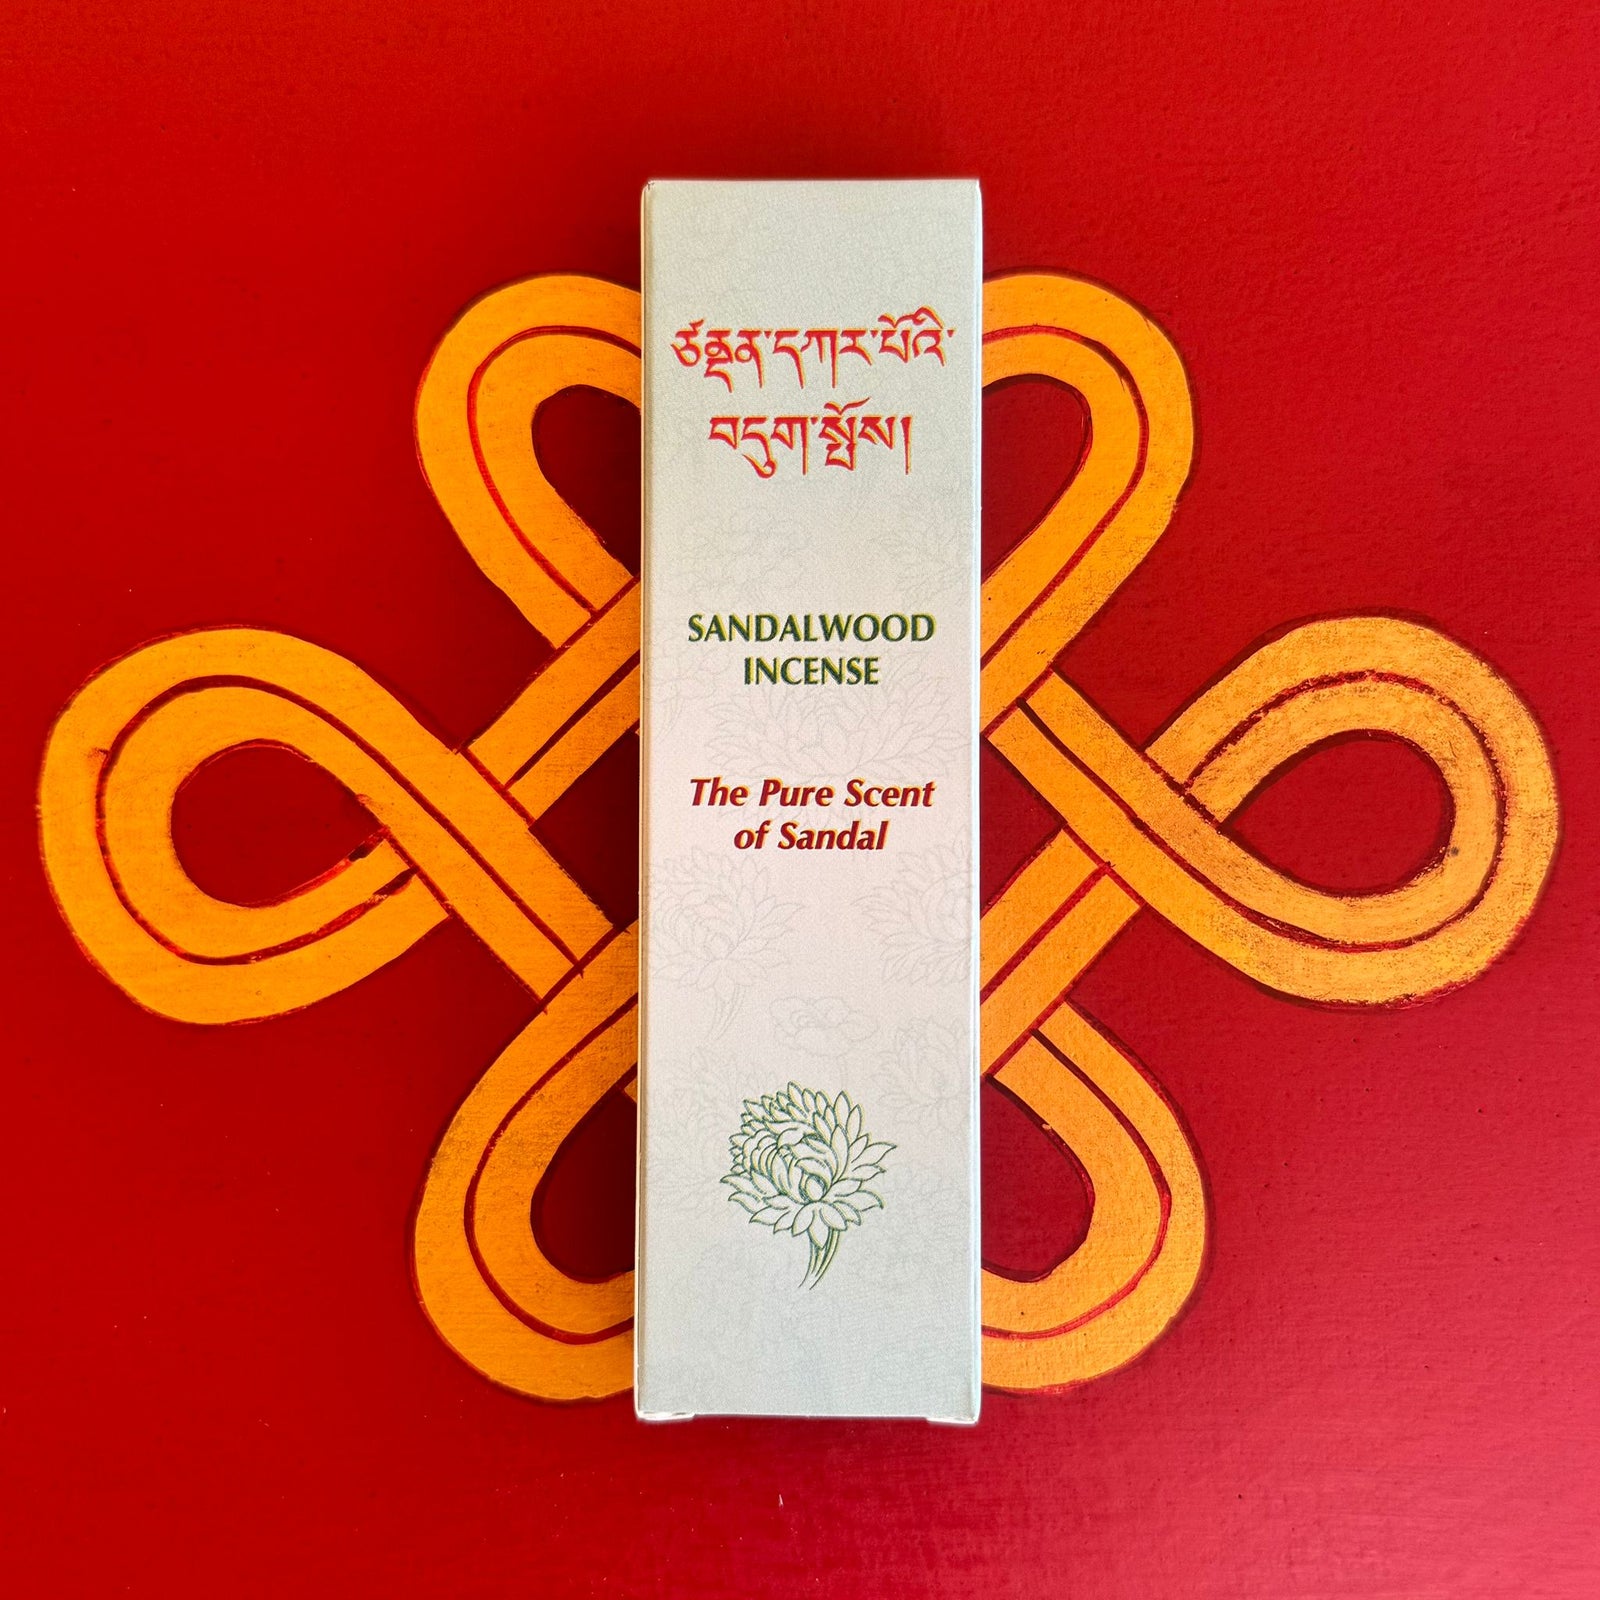 ཙནྡན་དཀར་པོའི་
བདུག་སྤོས།
SANDALWOOD
INCENSE
The Pure Scent
of Sandal